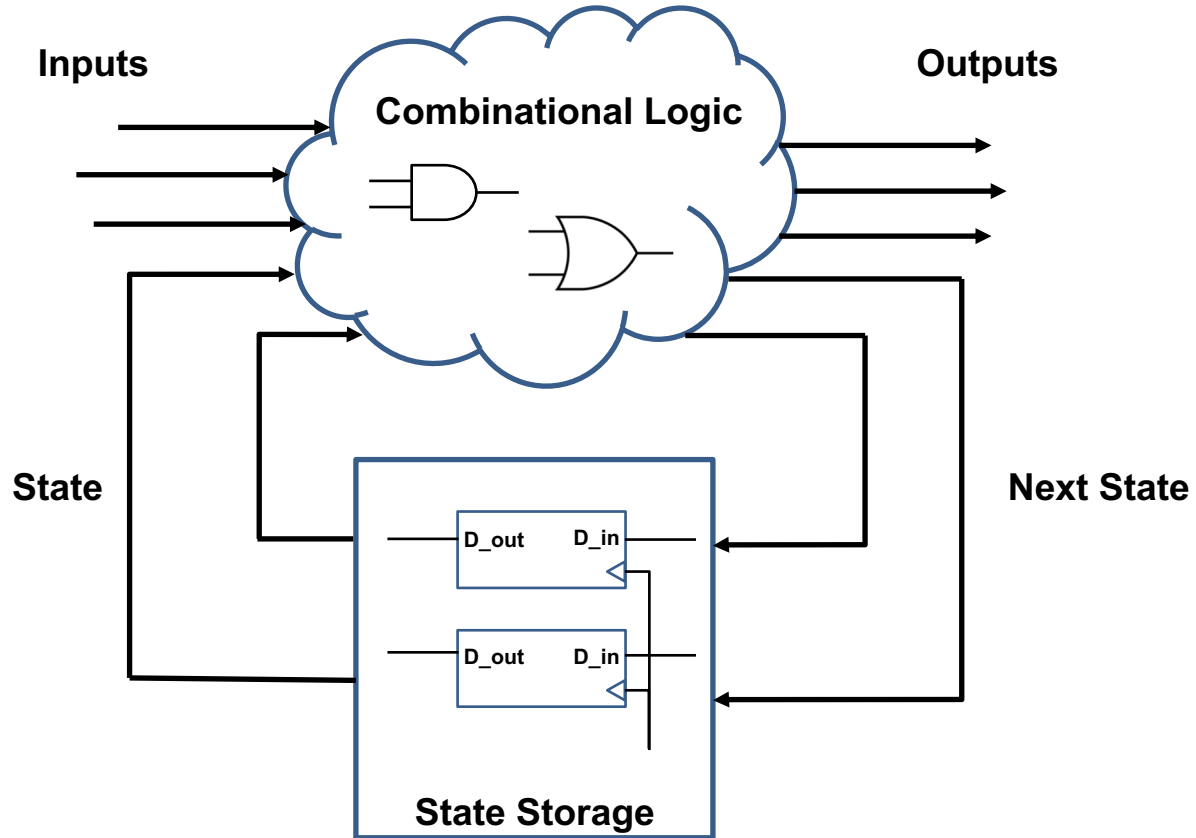 Inputs
Outputs
Combinational Logic
State
Next State
D_out D_in
D_out D_in
State Storage